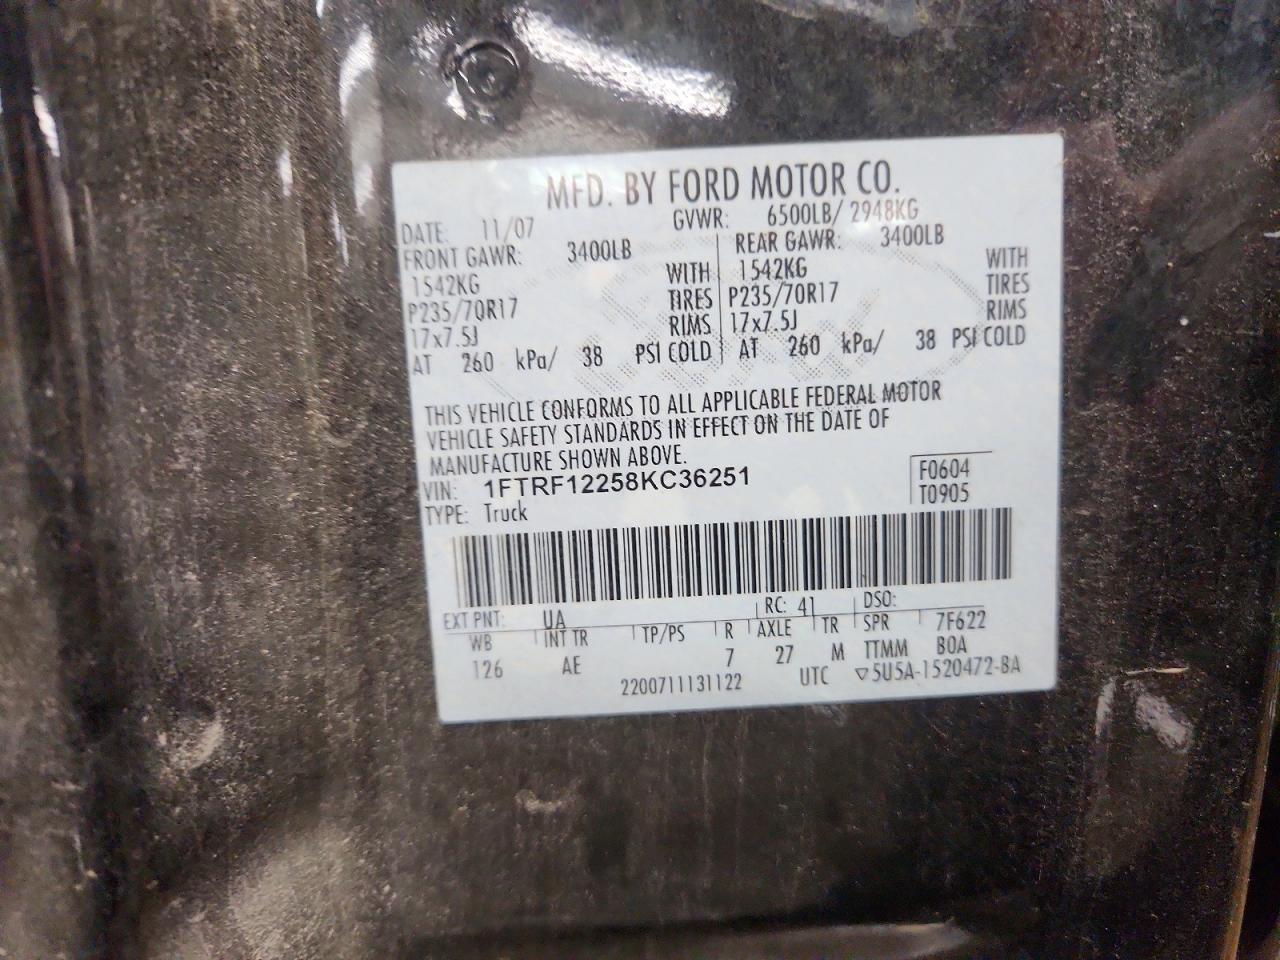 MFD. BY FORD MOTOR CO.
DATE: 11/07 GVWR: 6500LB/ 2948KG
FRONT GAWR: 3400LB REAR GAWR: 3400LB
1542KG WITH 1542KG WITH
P235/70R17 TIRES P235/70R17 TIRES
17x7.5J RIMS 17x7.5J RIMS
AT 260 kPa/ 38 PSI COLD AT 260 kPa/ 38 PSI COLD
THIS VEHICLE CONFORMS TO ALL APPLICABLE FEDERAL MOTOR
VEHICLE SAFETY STANDARDS IN EFFECT ON THE DATE OF
MANUFACTURE SHOWN ABOVE.
VIN: 1FTRF12258KC36251 F0604
TYPE: Truck T0905
EXT PNT: UA RC: 41 DSO:
WB INT TR TP/PS R AXLE TR SPR 7F622
126 AE 7 27 M TTMM BOA
2200711131122 UTC ▽5U5A-1520472-BA